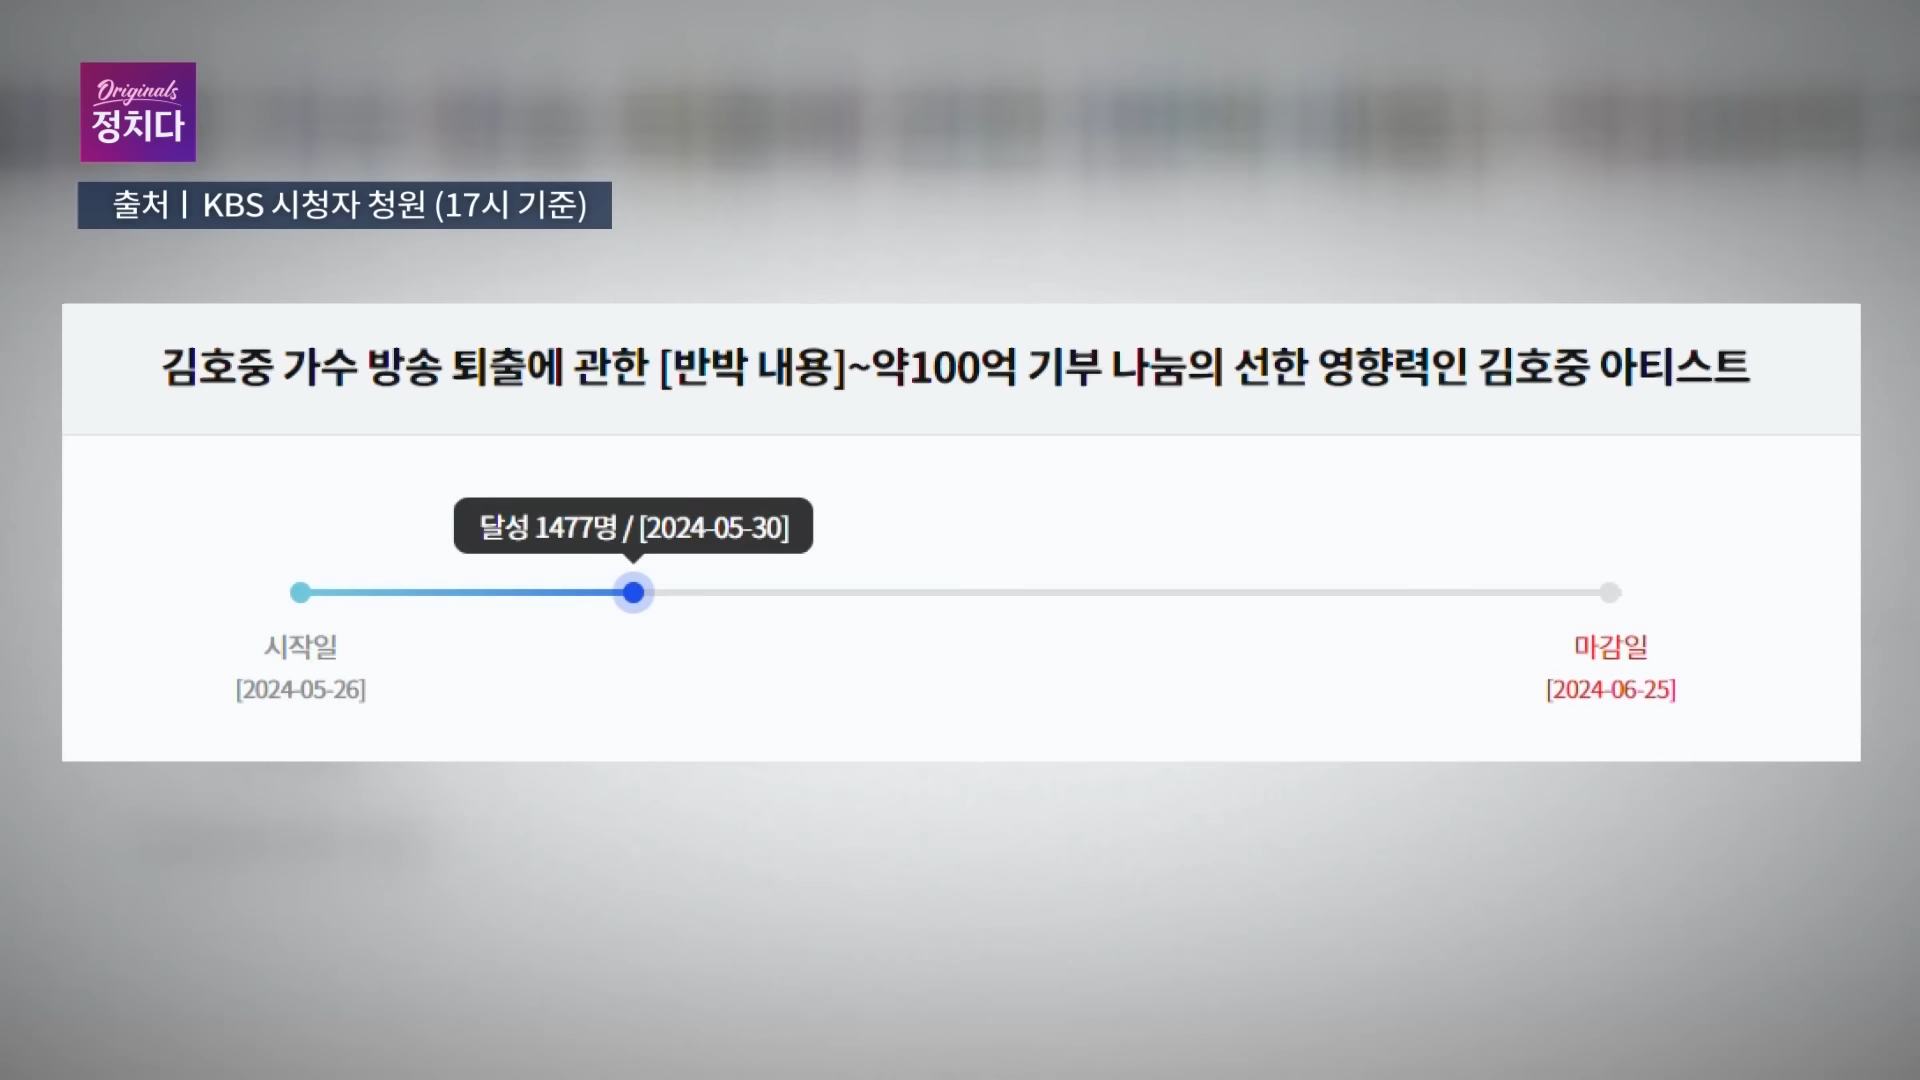 Originals
정치다
출처ㅣ KBS 시청자 청원 (17시 기준)
김호중 가수 방송 퇴출에 관한 [반박 내용]~약100억 기부 나눔의 선한 영향력인 김호중 아티스트
달성 1477명 / [2024-05-30]
시작일
[2024-05-26]
마감일
[2024-06-25]